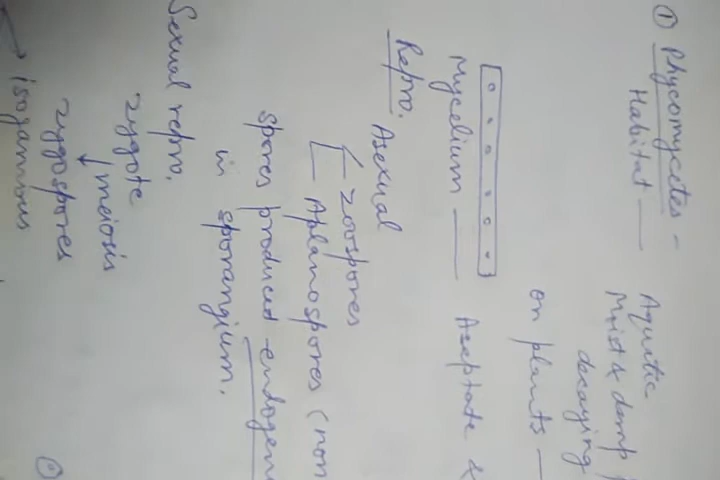 ① Phycomycetes -
Habitat — Aquatic
Moist & damp
decaying
on plants —
Mycelium — Aseptate &
Repro. Asexual
Zoospores
Aplanospores (non
spores produced endogen
in sporangium.
Sexual repro.
Zygote
meiosis
Zygospores
isogamous